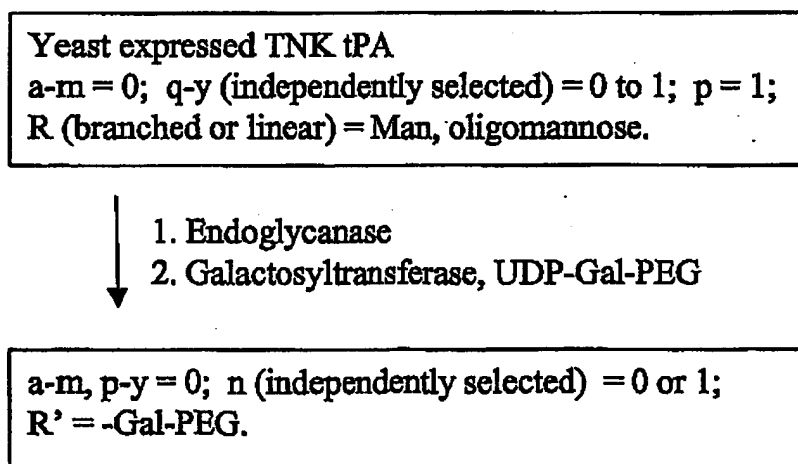 Yeast expressed TNK tPA
a-m = 0; q-y (independently selected) = 0 to 1; p = 1;
R (branched or linear) = Man, oligomannose.
1. Endoglycanase
2. Galactosyltransferase, UDP-Gal-PEG
a-m, p-y = 0; n (independently selected) = 0 or 1;
R’ = -Gal-PEG.